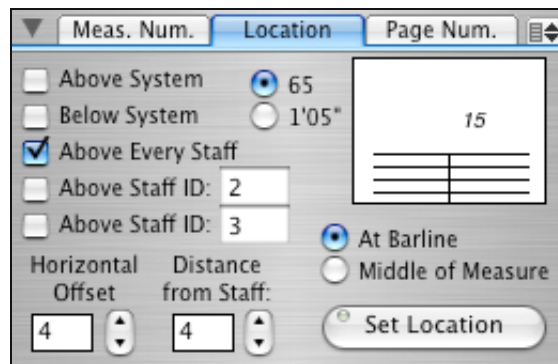 Meas. Num.
Location
Page Num.
Above System
65
Below System
1'05"
15
Above Every Staff
Above Staff ID: 2
Above Staff ID: 3
At Barline
Middle of Measure
Horizontal Offset
Distance from Staff:
4
4
Set Location